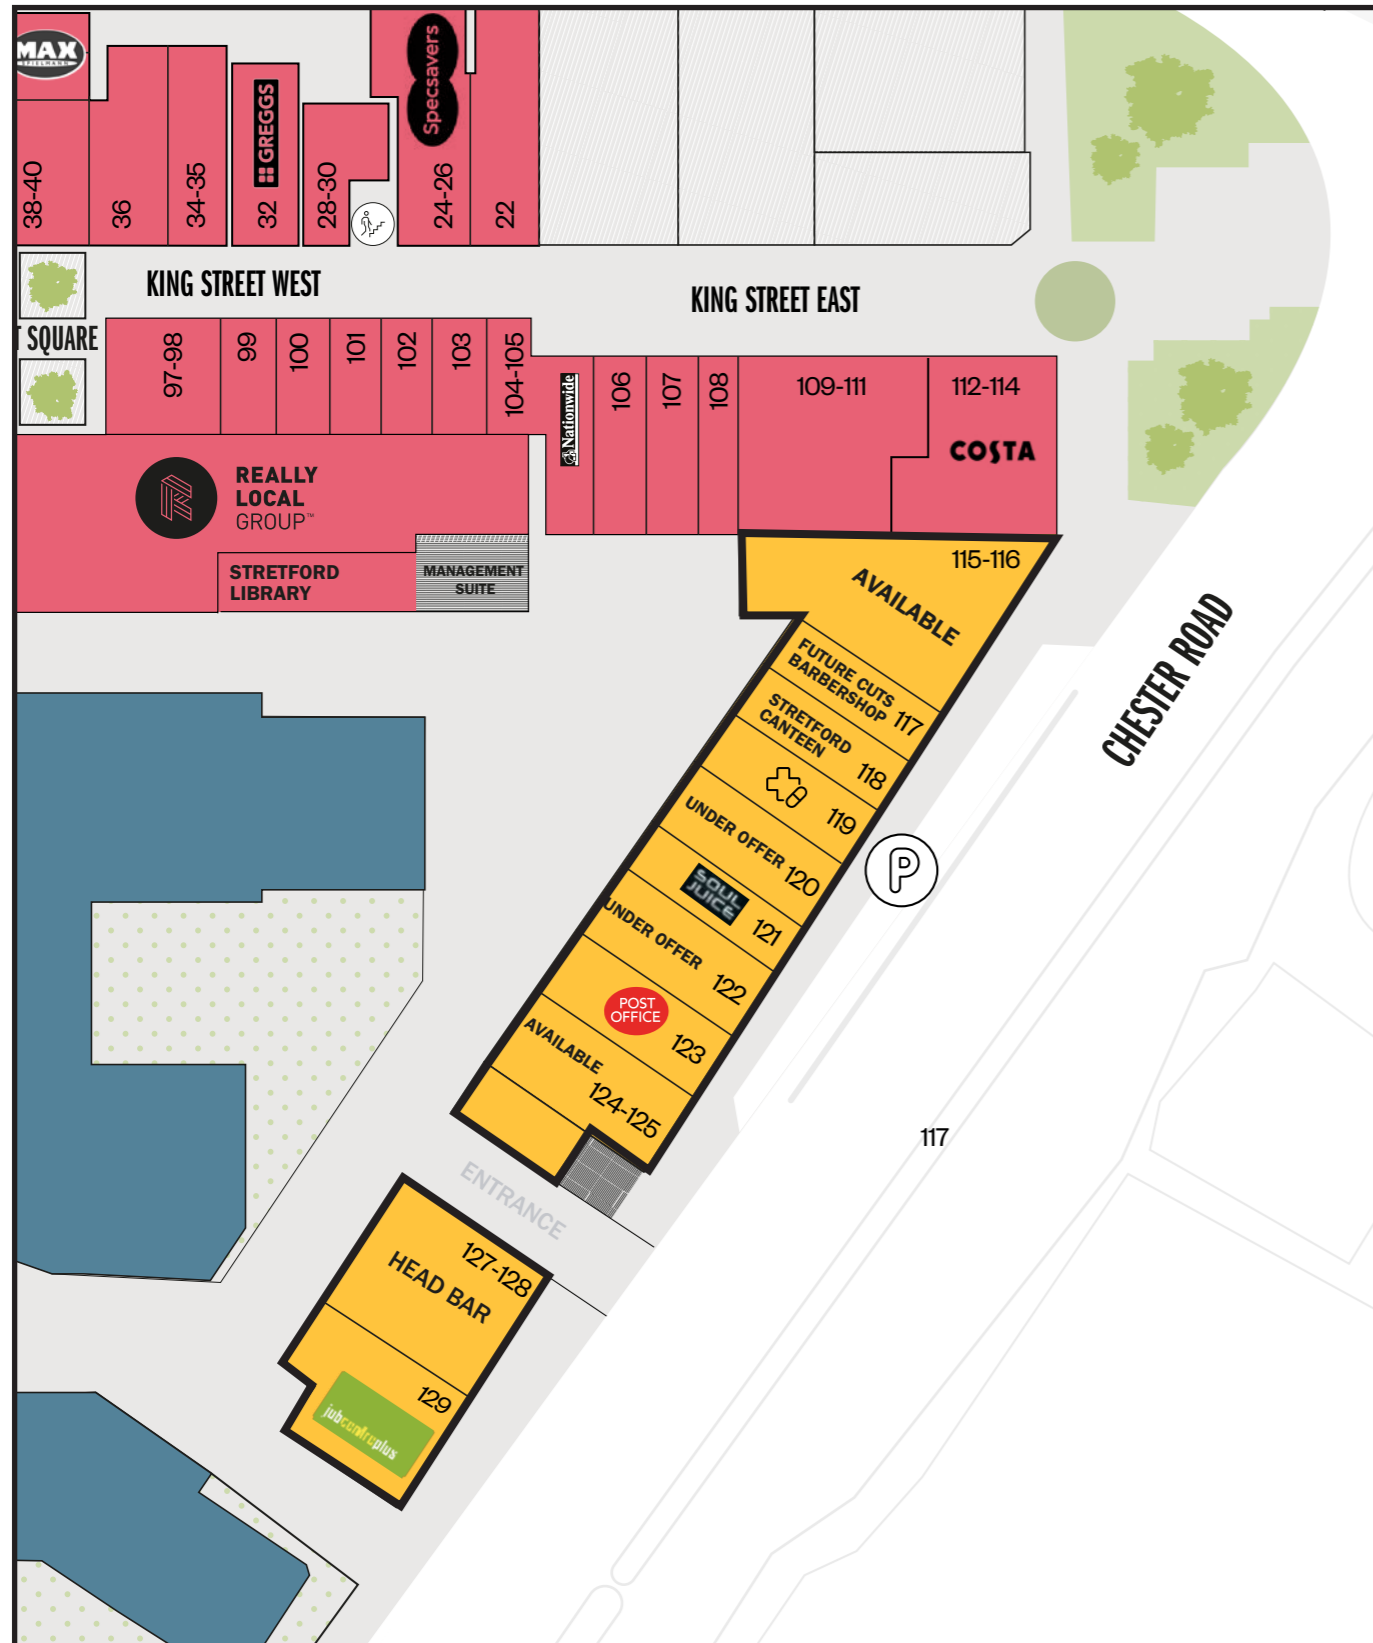 MAX
SPIELMANN
38-40
36
34-35
GREGGS
32
28-30
Specsavers
24-26
22
KING STREET WEST
KING STREET EAST
T SQUARE
97-98
99
100
101
102
103
104-105
Nationwide
106
107
108
109-111
112-114
COSTA
REALLY
LOCAL
GROUP™
STRETFORD
LIBRARY
MANAGEMENT
SUITE
115-116
AVAILABLE
FUTURE CUTS
BARBERSHOP
117
STRETFORD
CANTEEN
118
119
UNDER OFFER
120
SOUL
JUICE
121
UNDER OFFER
122
POST
OFFICE
123
AVAILABLE
124-125
CHESTER ROAD
P
117
ENTRANCE
127-128
HEAD BAR
129
jobcentreplus